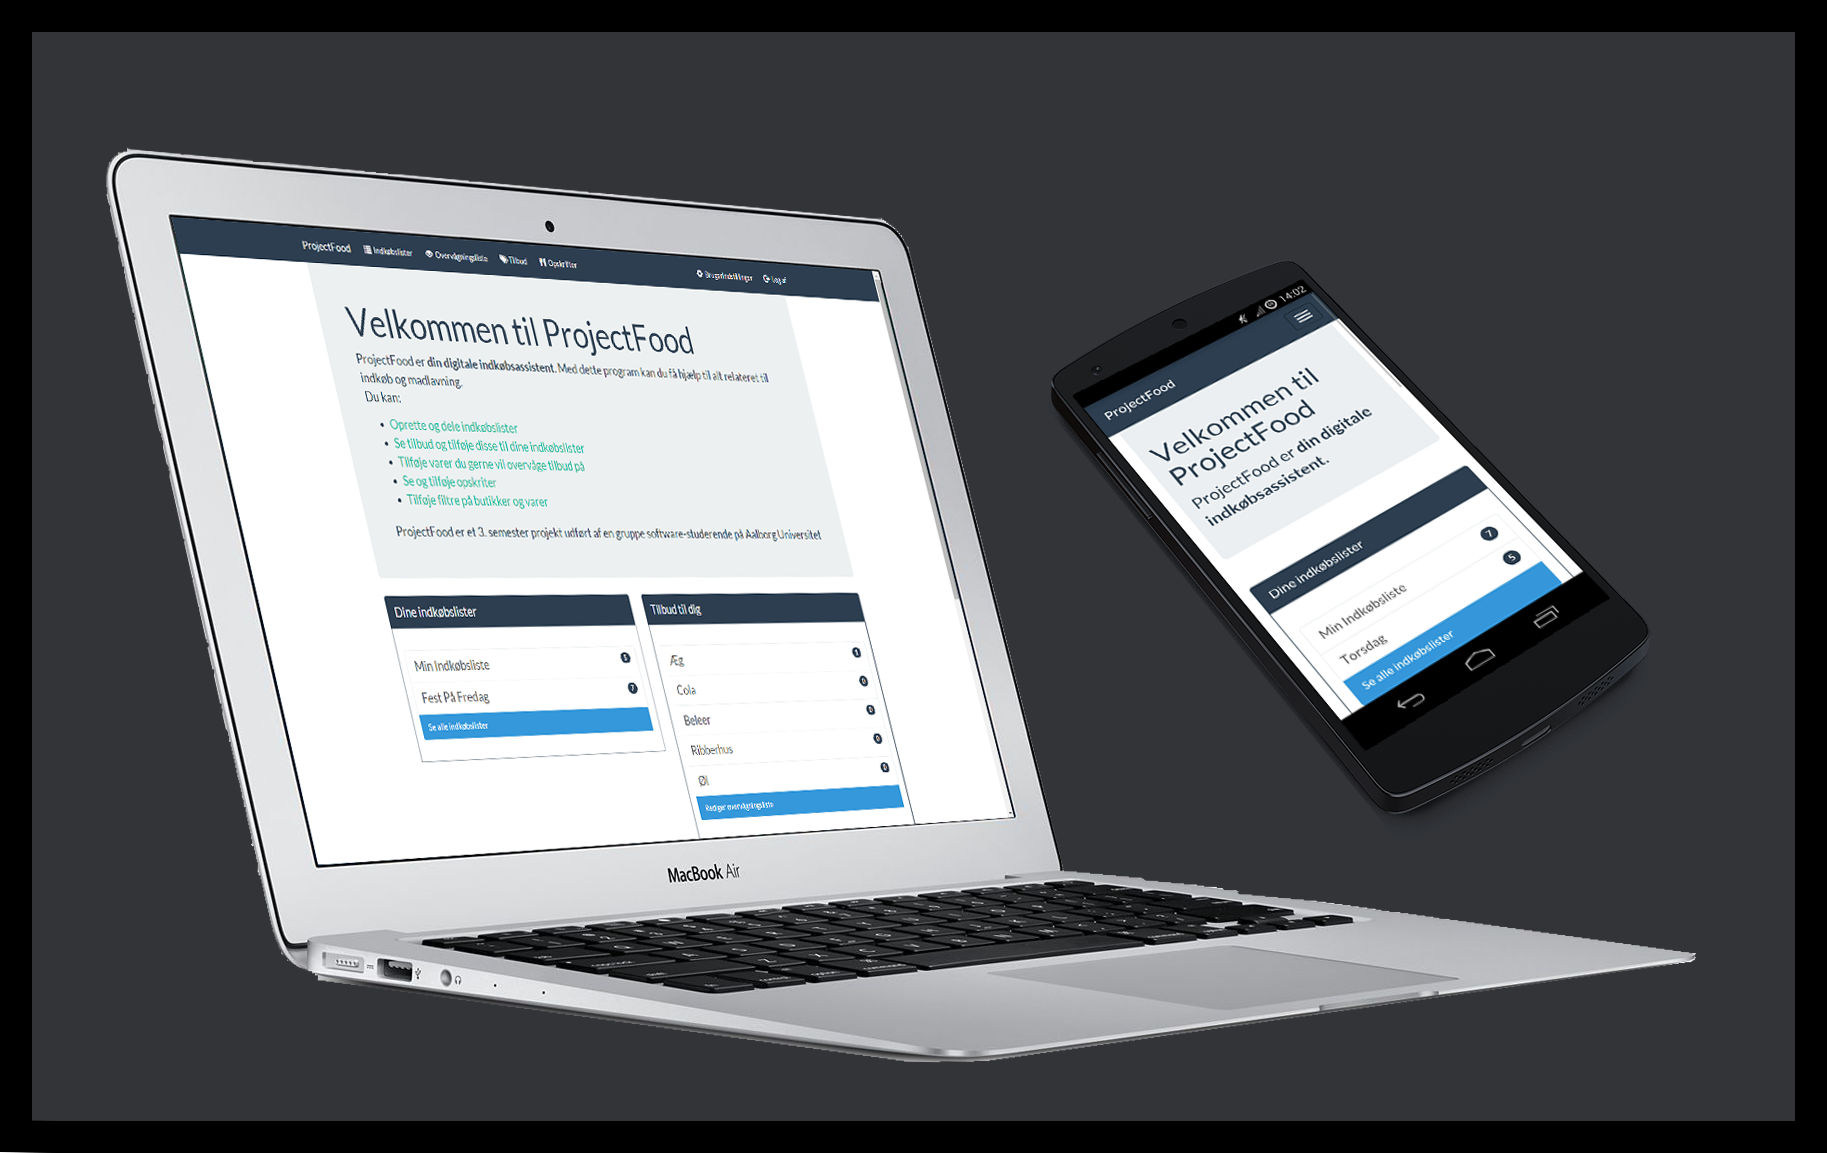 ProjectFood Indkøbslister Overvågningsliste Tilbud Opskrifter Brugerindstillinger Log af
Velkommen til ProjectFood
ProjectFood er din digitale indkøbsassistent. Med dette program kan du få hjælp til alt relateret til
indkøb og madlavning.
Du kan:
Oprette og dele indkøbslister
Se tilbud og tilføje disse til dine indkøbslister
Tilføje varer du gerne vil overvåge tilbud på
Se og tilføje opskriter
Tilføje filtre på butikker og varer
ProjectFood er et 3. semester projekt udført af en gruppe software-studerende på Aalborg Universitet
Dine indkøbslister
Min Indkøbsliste
Fest På Fredag 7
Se alle indkøbslister
Tilbud til dig
Æg
Cola 0
Beleer 0
Ribberhus 0
Øl 0
Rediger overvågningsliste
MacBook Air
14:02
ProjectFood
Velkommen til
ProjectFood
ProjectFood er din digitale
indkøbsassistent.
Dine indkøbslister
Min Indkøbsliste 7
Torsdag 5
Se alle indkøbslister